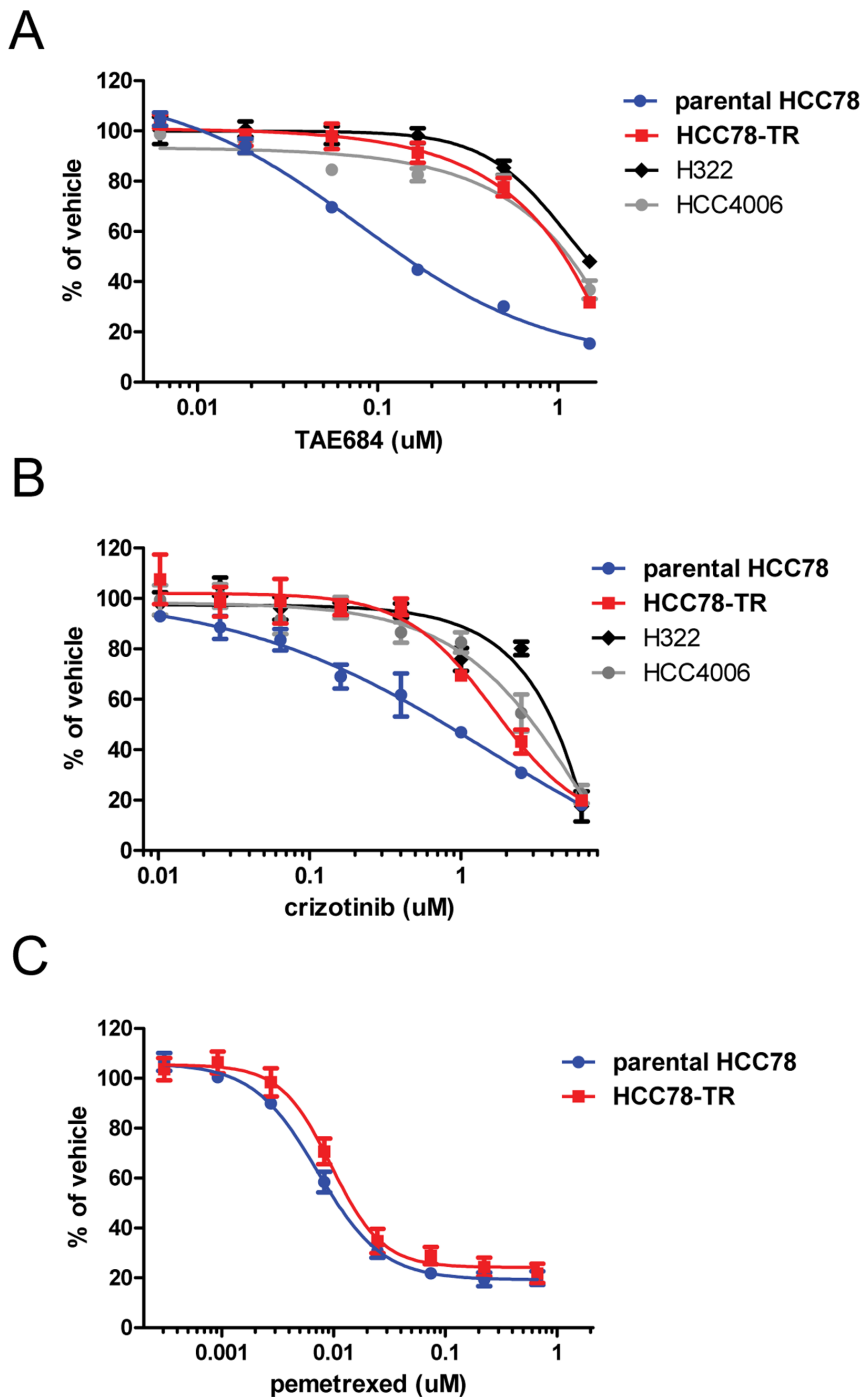 A
120
100
80
60
40
20
0
% of vehicle
0.01
0.1
1
TAE684 (uM)
parental HCC78
HCC78-TR
H322
HCC4006
B
120
100
80
60
40
20
0
% of vehicle
0.01
0.1
1
crizotinib (uM)
parental HCC78
HCC78-TR
H322
HCC4006
C
120
100
80
60
40
20
0
% of vehicle
0.001
0.01
0.1
1
pemetrexed (uM)
parental HCC78
HCC78-TR